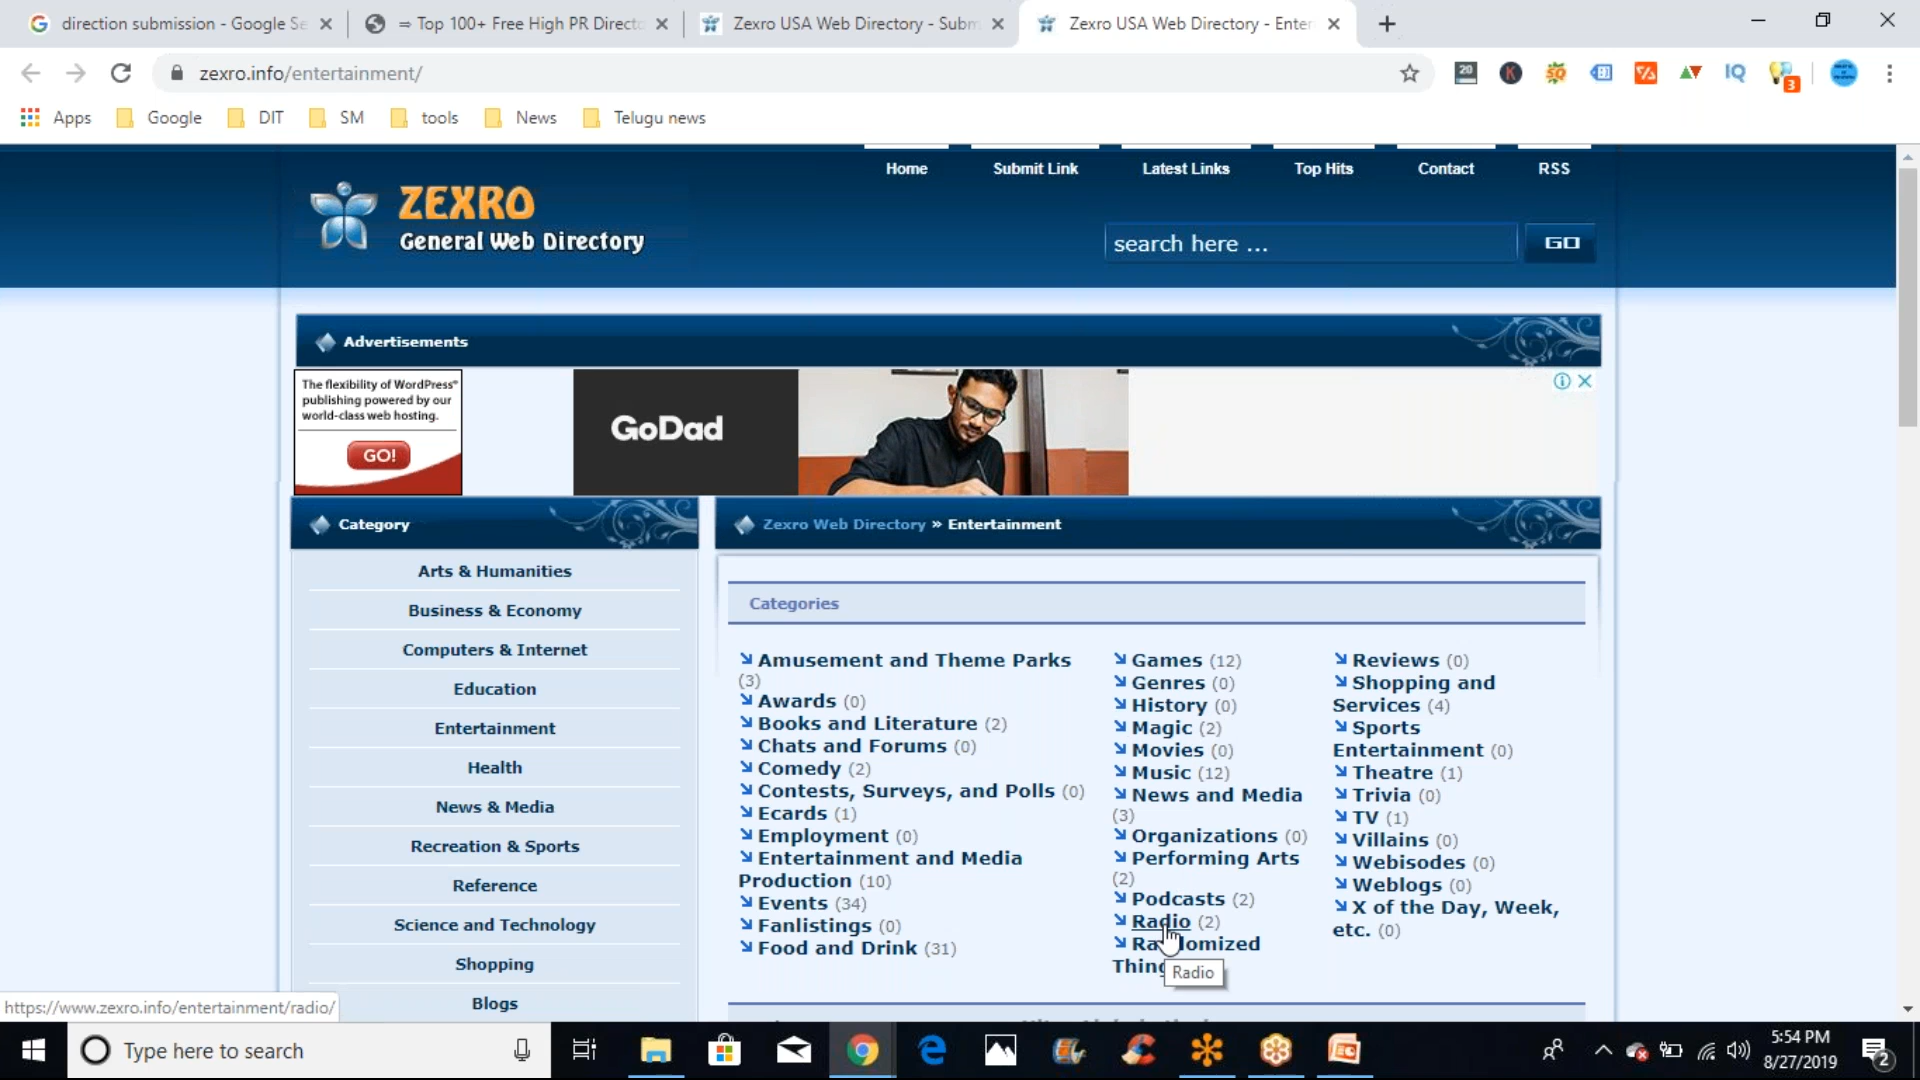 direction submission - Google Se
⇒ Top 100+ Free High PR Directo
Zexro USA Web Directory - Subm
Zexro USA Web Directory - Enter
zexro.info/entertainment/
20
K
SQ
IQ
3
Apps
Google
DIT
SM
tools
News
Telugu news
Home
Submit Link
Latest Links
Top Hits
Contact
RSS
ZEXRO
General Web Directory
search here ...
GO
Advertisements
The flexibility of WordPress®
publishing powered by our
world-class web hosting.
GO!
GoDad
Category
Arts & Humanities
Business & Economy
Computers & Internet
Education
Entertainment
Health
News & Media
Recreation & Sports
Reference
Science and Technology
Shopping
Blogs
Zexro Web Directory » Entertainment
Categories
Amusement and Theme Parks
(3)
Awards (0)
Books and Literature (2)
Chats and Forums (0)
Comedy (2)
Contests, Surveys, and Polls (0)
Ecards (1)
Employment (0)
Entertainment and Media
Production (10)
Events (34)
Fanlistings (0)
Food and Drink (31)
Games (12)
Genres (0)
History (0)
Magic (2)
Movies (0)
Music (12)
News and Media
(3)
Organizations (0)
Performing Arts
(2)
Podcasts (2)
Radio (2)
Radio
Reviews (0)
Shopping and
Services (4)
Sports
Entertainment (0)
Theatre (1)
Trivia (0)
TV (1)
Villains (0)
Webisodes (0)
Weblogs (0)
X of the Day, Week,
etc. (0)
https://www.zexro.info/entertainment/radio/
Type here to search
5:54 PM
8/27/2019
2